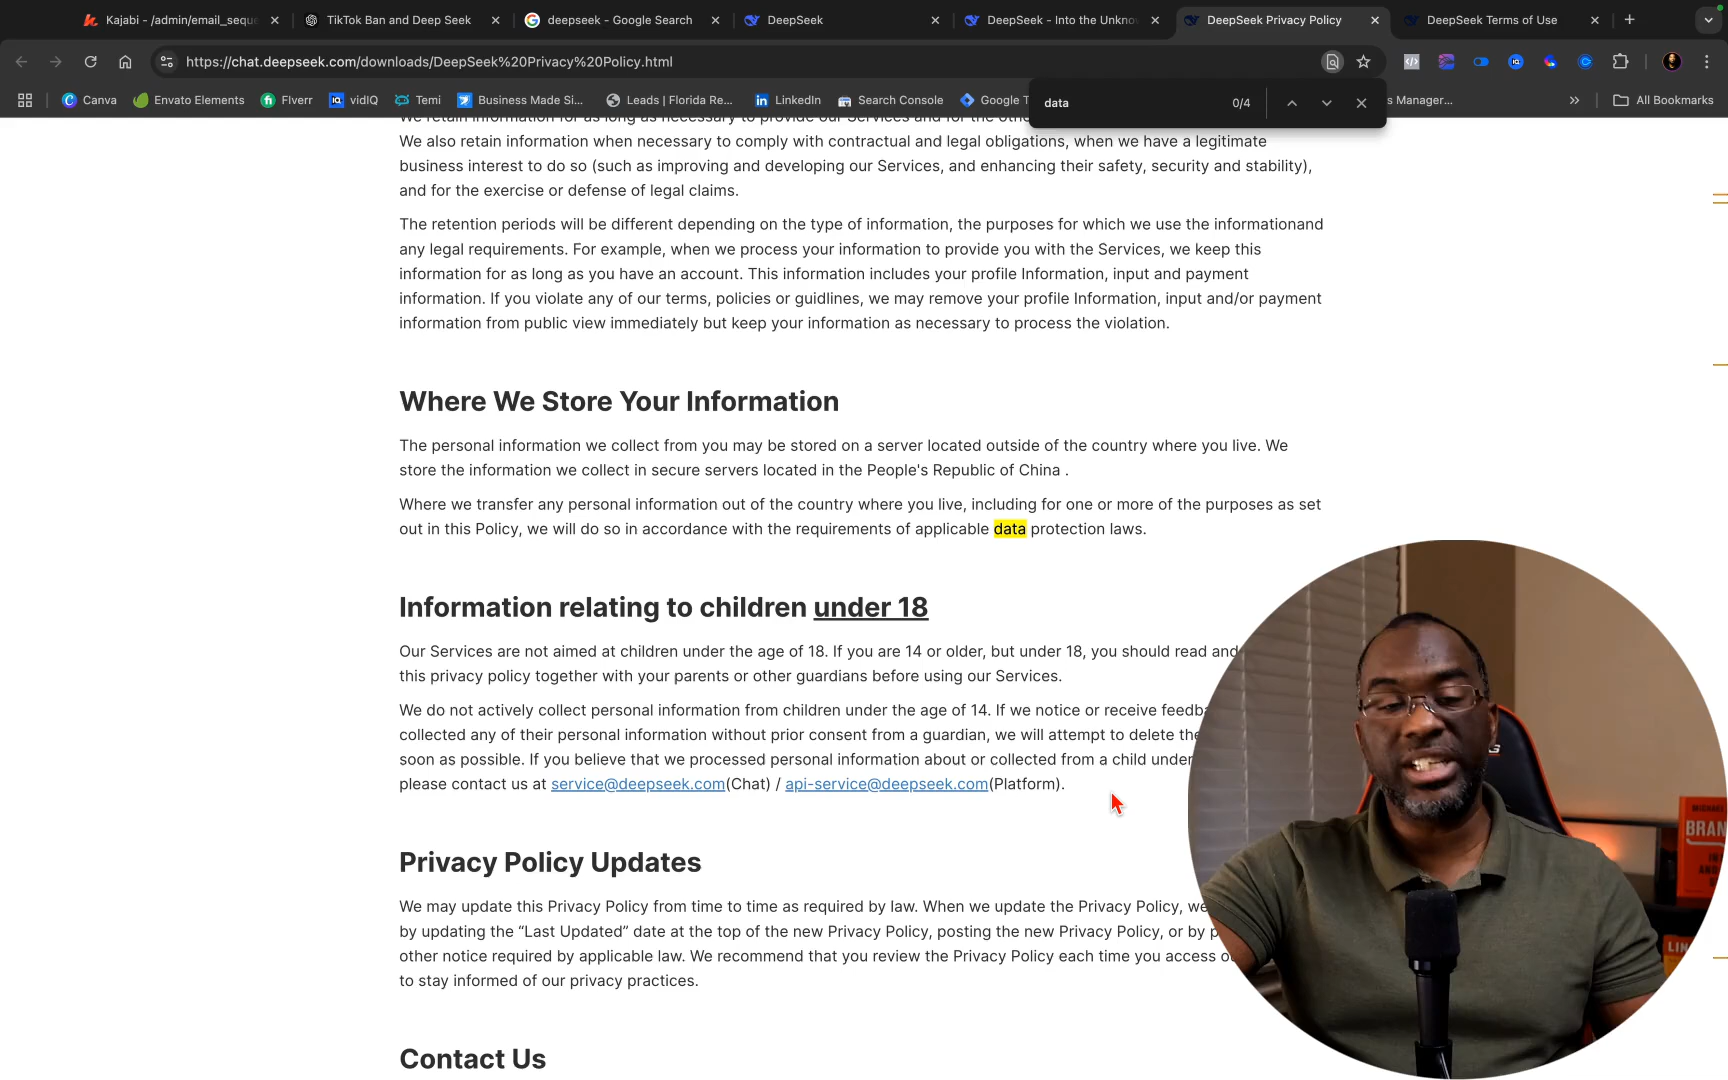 Kajabi - /admin/email_seque
TikTok Ban and Deep Seek
deepseek - Google Search
DeepSeek
DeepSeek - Into the Unkno
DeepSeek Privacy Policy
DeepSeek Terms of Use
https://chat.deepseek.com/downloads/DeepSeek%20Privacy%20Policy.html
Canva
Envato Elements
FIverr
vidIQ
Temi
Business Made Si...
Leads | Florida Re...
LinkedIn
Search Console
Google T
data
0/4
s Manager...
All Bookmarks
We retain information for as long as necessary to provide our Services and for the othe
We also retain information when necessary to comply with contractual and legal obligations, when we have a legitimate
business interest to do so (such as improving and developing our Services, and enhancing their safety, security and stability),
and for the exercise or defense of legal claims.
The retention periods will be different depending on the type of information, the purposes for which we use the informationand
any legal requirements. For example, when we process your information to provide you with the Services, we keep this
information for as long as you have an account. This information includes your profile Information, input and payment
information. If you violate any of our terms, policies or guidlines, we may remove your profile Information, input and/or payment
information from public view immediately but keep your information as necessary to process the violation.
Where We Store Your Information
The personal information we collect from you may be stored on a server located outside of the country where you live. We
store the information we collect in secure servers located in the People's Republic of China .
Where we transfer any personal information out of the country where you live, including for one or more of the purposes as set
out in this Policy, we will do so in accordance with the requirements of applicable data protection laws.
Information relating to children under 18
Our Services are not aimed at children under the age of 18. If you are 14 or older, but under 18, you should read and
this privacy policy together with your parents or other guardians before using our Services.
We do not actively collect personal information from children under the age of 14. If we notice or receive feedba
collected any of their personal information without prior consent from a guardian, we will attempt to delete the
soon as possible. If you believe that we processed personal information about or collected from a child under
please contact us at service@deepseek.com(Chat) / api-service@deepseek.com(Platform).
Privacy Policy Updates
We may update this Privacy Policy from time to time as required by law. When we update the Privacy Policy, we
by updating the “Last Updated” date at the top of the new Privacy Policy, posting the new Privacy Policy, or by p
other notice required by applicable law. We recommend that you review the Privacy Policy each time you access o
to stay informed of our privacy practices.
Contact Us
BRAN
LIN